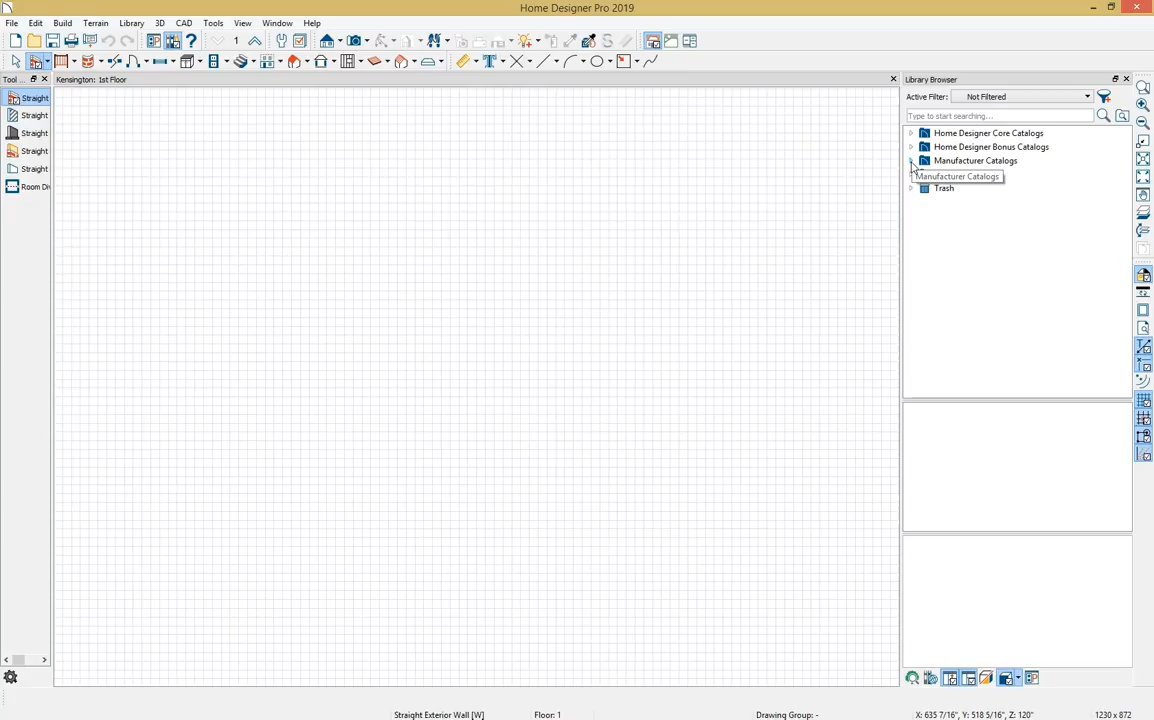 Home Designer Pro 2019
File Edit Build Terrain Library 3D CAD Tools View Window Help
1
Tool ...
Kensington: 1st Floor
Library Browser
Straight
Straight
Straight
Straight
Straight
Room Di
Active Filter: Not Filtered
Type to start searching...
Home Designer Core Catalogs
Home Designer Bonus Catalogs
Manufacturer Catalogs
Manufacturer Catalogs
Trash
Straight Exterior Wall [W] Floor: 1 Drawing Group: - X: 635 7/16", Y: 518 5/16", Z: 120" 1230 x 872